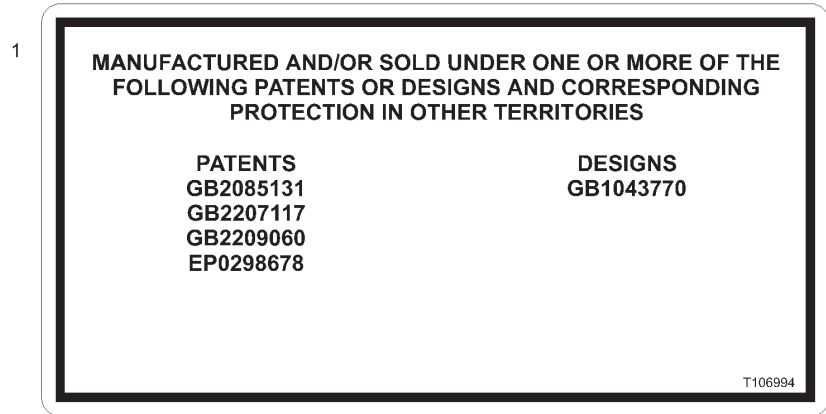 1
MANUFACTURED AND/OR SOLD UNDER ONE OR MORE OF THE
FOLLOWING PATENTS OR DESIGNS AND CORRESPONDING
PROTECTION IN OTHER TERRITORIES
PATENTS
GB2085131
GB2207117
GB2209060
EP0298678
DESIGNS
GB1043770
T106994